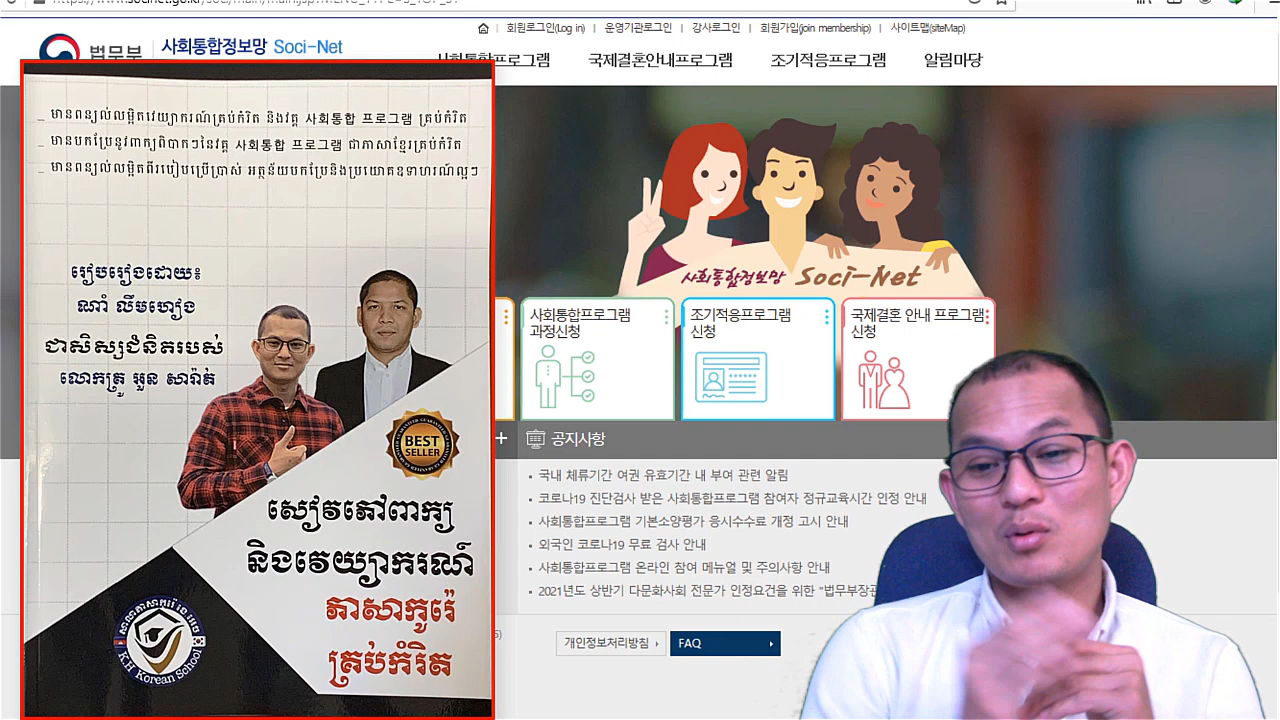 회원로그인(Log in) | 운영기관로그인 | 강사로그인 | 회원가입(join membership) | 사이트맵(siteMap)
법무부 | 사회통합정보망 Soci-Net
사회통합프로그램 국제결혼안내프로그램 조기적응프로그램 알림마당
_ មានពន្យល់លម្អិតវេយ្យាករណ៍គ្រប់កំរិត និងវគ្គ 사회통합 프로그램 គ្រប់កំរិត
_ មានបកប្រែនូវពាក្យពិបាកៗនៃវគ្គ 사회통합 프로그램 ជាភាសាខ្មែរគ្រប់កំរិត
_ មានពន្យល់លម្អិតពីរបៀបប្រើប្រាស់ អត្ថន័យបកប្រែនិងប្រយោគឧទាហរណ៍ល្អៗ
រៀបរៀងដោយ៖
ណាំ លឹមហៀង
ជាសិស្សជំនិតរបស់
លោកគ្រូ អួន សារ៉ាត់
BEST
SELLER
សៀវភៅពាក្យ
និងវេយ្យាករណ៍
ភាសាកូរ៉េ
គ្រប់កំរិត
K.H Korean School
사회통합정보망 Soci-Net
사회통합프로그램
과정신청
조기적응프로그램
신청
국제결혼 안내 프로그램
신청
공지사항
국내 체류기간 여권 유효기간 내 부여 관련 알림
코로나19 진단검사 받은 사회통합프로그램 참여자 정규교육시간 인정 안내
사회통합프로그램 기본소양평가 응시수수료 개정 고시 안내
외국인 코로나19 무료 검사 안내
사회통합프로그램 온라인 참여 메뉴얼 및 주의사항 안내
2021년도 상반기 다문화사회 전문가 인정요건을 위한 "법무부장관
개인정보처리방침
FAQ